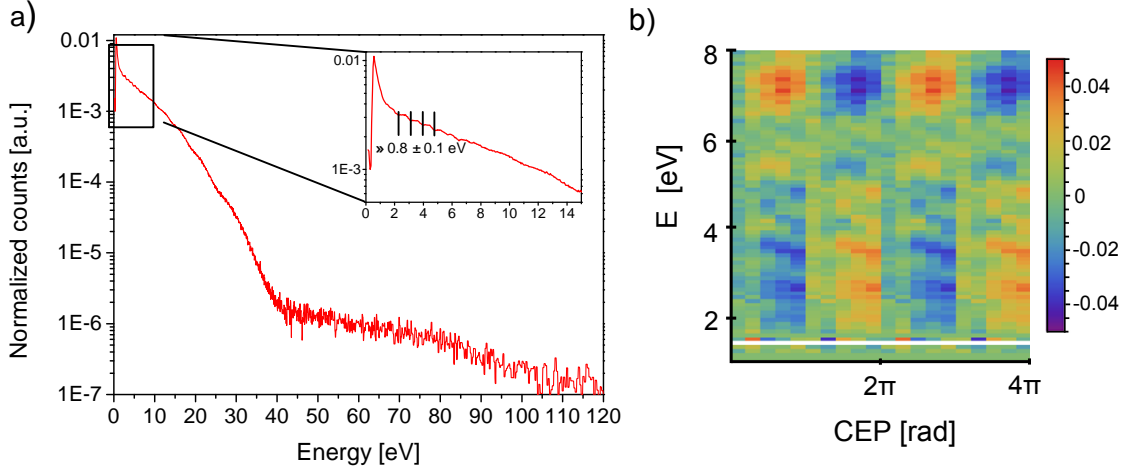 a)
Normalized counts [a.u.]
0.01
1E-3
1E-4
1E-5
1E-6
1E-7
0 10 20 30 40 50 60 70 80 90 100 110 120
Energy [eV]
0.01
1E-3
» 0.8 ± 0.1 eV
0 2 4 6 8 10 12 14
b)
E [eV]
8
6
4
2
2π 4π
CEP [rad]
0.04
0.02
0
-0.02
-0.04